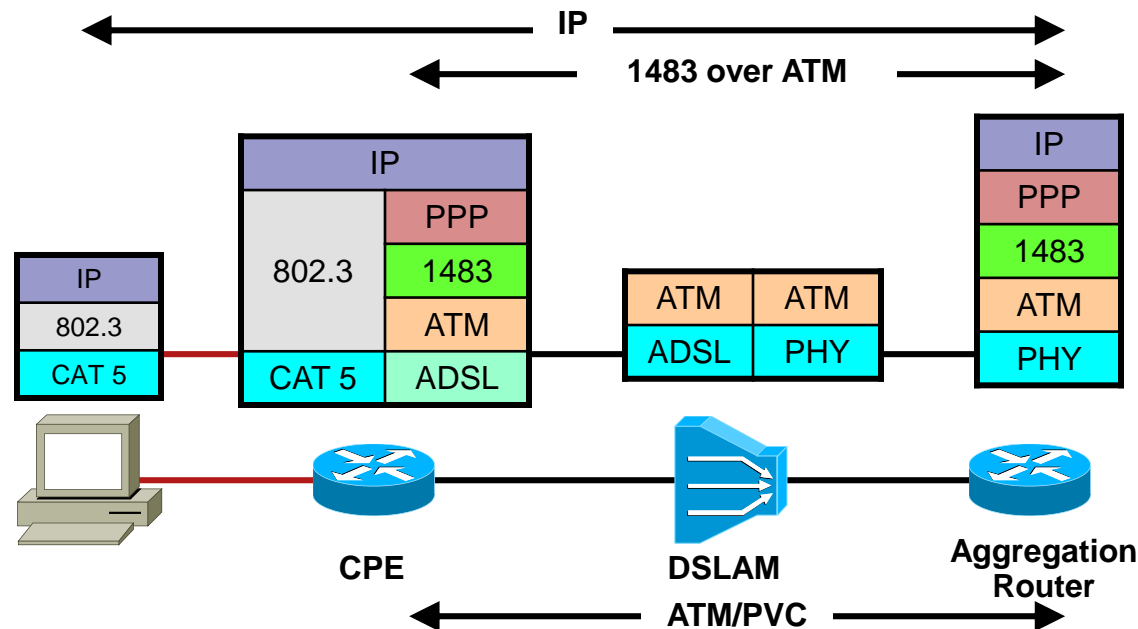 IP
1483 over ATM
IP
802.3
CAT 5
IP
802.3
PPP
1483
ATM
CAT 5
ADSL
ATM
ATM
ADSL
PHY
IP
PPP
1483
ATM
PHY
CPE
DSLAM
Aggregation
Router
ATM/PVC